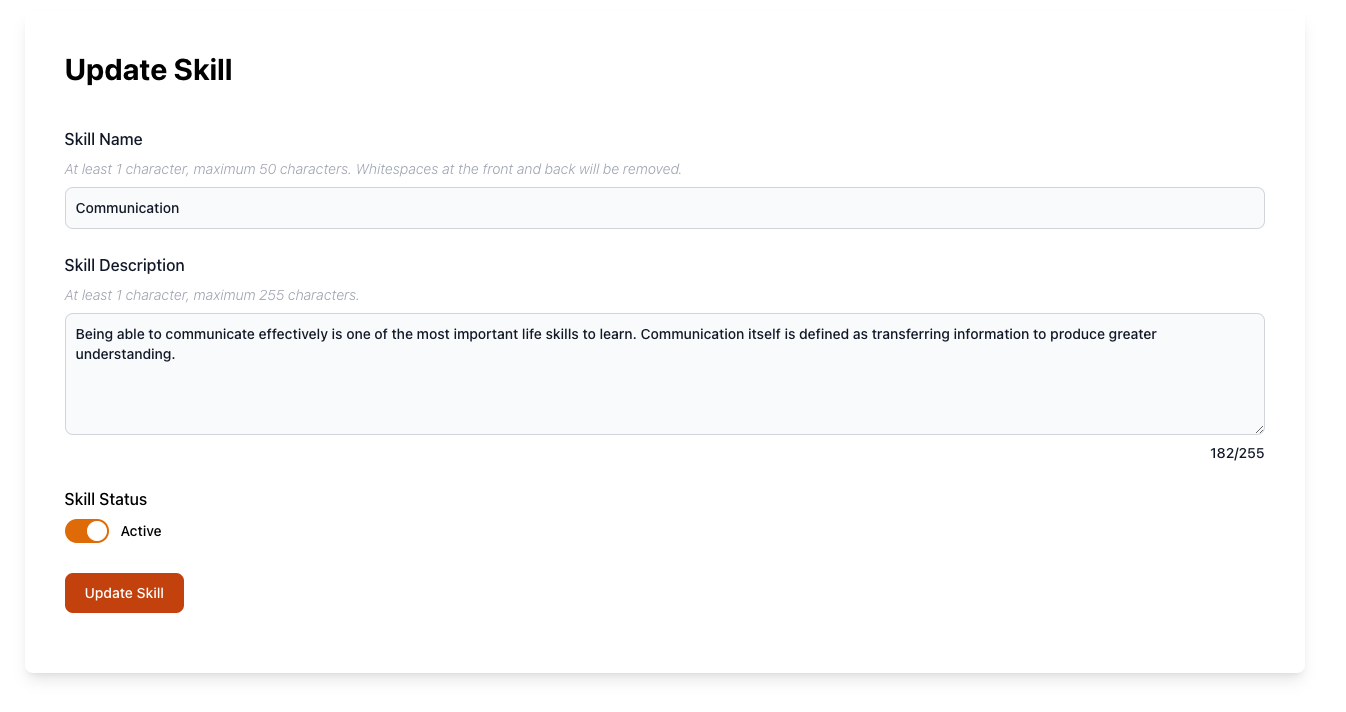 Update Skill
Skill Name
At least 1 character, maximum 50 characters. Whitespaces at the front and back will be removed.
Communication
Skill Description
At least 1 character, maximum 255 characters.
Being able to communicate effectively is one of the most important life skills to learn. Communication itself is defined as transferring information to produce greater
understanding.
182/255
Skill Status
Active
Update Skill